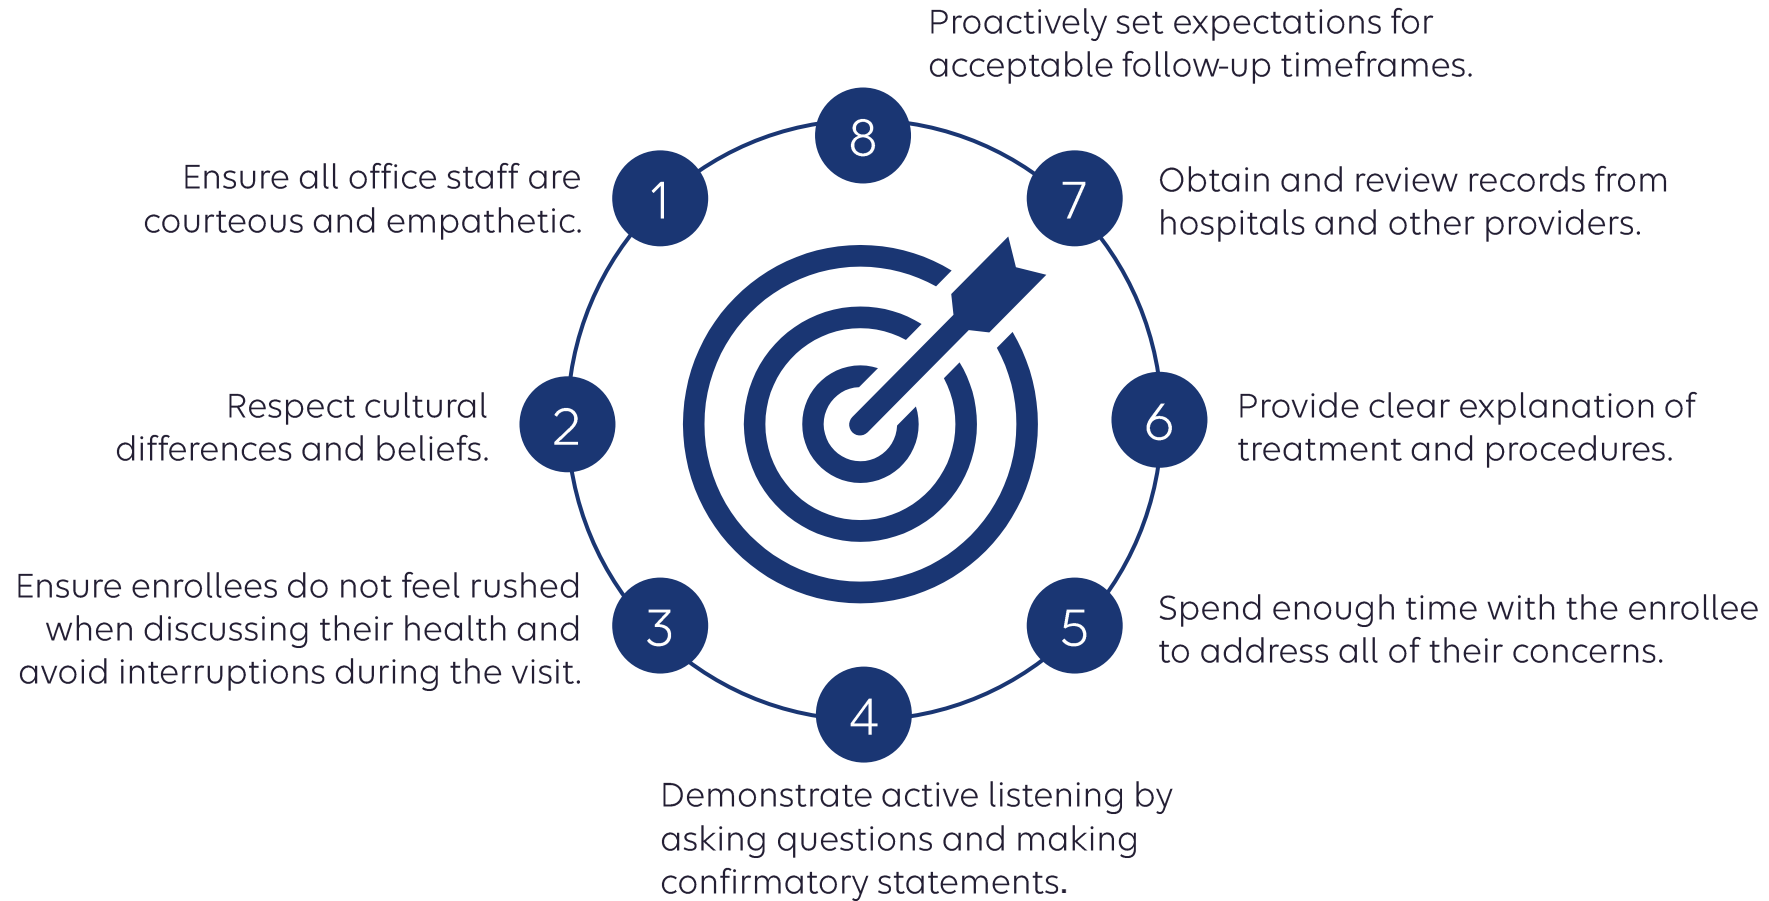 Proactively set expectations for
acceptable follow-up timeframes.
8
1
Ensure all office staff are
courteous and empathetic.
7
Obtain and review records from
hospitals and other providers.
2
Respect cultural
differences and beliefs.
6
Provide clear explanation of
treatment and procedures.
3
Ensure enrollees do not feel rushed
when discussing their health and
avoid interruptions during the visit.
5
Spend enough time with the enrollee
to address all of their concerns.
4
Demonstrate active listening by
asking questions and making
confirmatory statements.